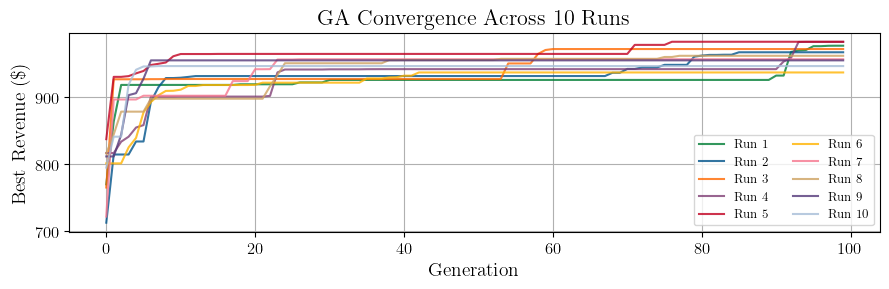 GA Convergence Across 10 Runs
Best Revenue ($)
900
800
700
0 20 40 60 80 100
Generation
Run 1 Run 6
Run 2 Run 7
Run 3 Run 8
Run 4 Run 9
Run 5 Run 10